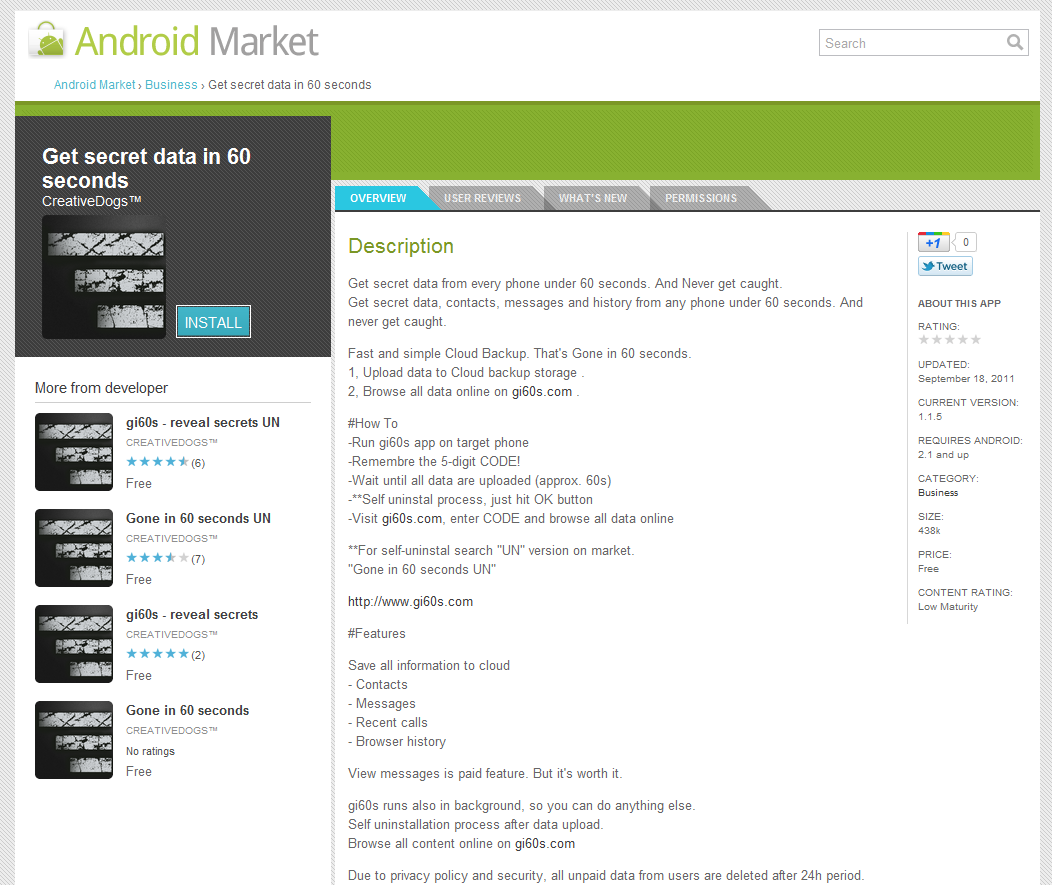 Android Market
Search
Android Market › Business › Get secret data in 60 seconds
Get secret data in 60
seconds
CreativeDogs™
INSTALL
More from developer
gi60s - reveal secrets UN
CREATIVEDOGS™
(6)
Free
Gone in 60 seconds UN
CREATIVEDOGS™
(7)
Free
gi60s - reveal secrets
CREATIVEDOGS™
(2)
Free
Gone in 60 seconds
CREATIVEDOGS™
No ratings
Free
OVERVIEW
USER REVIEWS
WHAT'S NEW
PERMISSIONS
Description
Get secret data from every phone under 60 seconds. And Never get caught.
Get secret data, contacts, messages and history from any phone under 60 seconds. And
never get caught.
Fast and simple Cloud Backup. That's Gone in 60 seconds.
1, Upload data to Cloud backup storage .
2, Browse all data online on gi60s.com .
#How To
-Run gi60s app on target phone
-Remembre the 5-digit CODE!
-Wait until all data are uploaded (approx. 60s)
-**Self uninstal process, just hit OK button
-Visit gi60s.com, enter CODE and browse all data online
**For self-uninstal search "UN" version on market.
"Gone in 60 seconds UN"
http://www.gi60s.com
#Features
Save all information to cloud
- Contacts
- Messages
- Recent calls
- Browser history
View messages is paid feature. But it's worth it.
gi60s runs also in background, so you can do anything else.
Self uninstallation process after data upload.
Browse all content online on gi60s.com
Due to privacy policy and security, all unpaid data from users are deleted after 24h period.
+1
0
Tweet
ABOUT THIS APP
RATING:
UPDATED:
September 18, 2011
CURRENT VERSION:
1.1.5
REQUIRES ANDROID:
2.1 and up
CATEGORY:
Business
SIZE:
438k
PRICE:
Free
CONTENT RATING:
Low Maturity